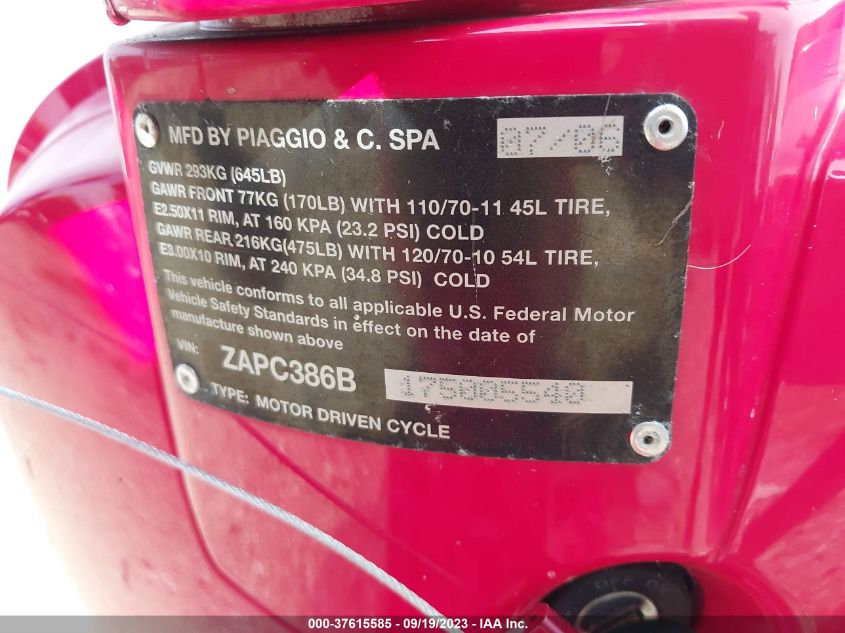 MFD BY PIAGGIO & C. SPA 07/06
GVWR 293KG (645LB)
GAWR FRONT 77KG (170LB) WITH 110/70-11 45L TIRE,
E2.50X11 RIM, AT 160 KPA (23.2 PSI) COLD
GAWR REAR 216KG(475LB) WITH 120/70-10 54L TIRE,
E3.00X10 RIM, AT 240 KPA (34.8 PSI) COLD
This vehicle conforms to all applicable U.S. Federal Motor
Vehicle Safety Standards in effect on the date of
manufacture shown above
VIN: ZAPC386B 175005540
TYPE: MOTOR DRIVEN CYCLE
OFF
000-37615585 - 09/19/2023 - IAA Inc.